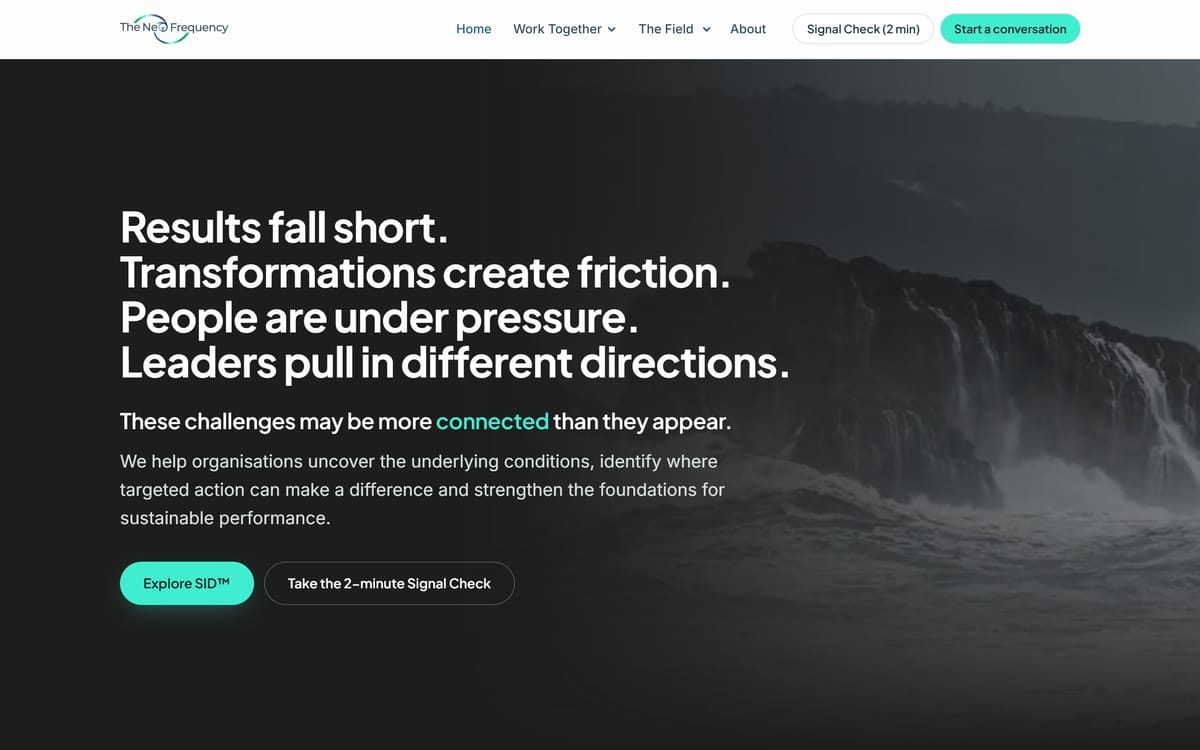 The Neo Frequency
Home
Work Together
The Field
About
Signal Check (2 min)
Start a conversation
Results fall short.
Transformations create friction.
People are under pressure.
Leaders pull in different directions.
These challenges may be more connected than they appear.
We help organisations uncover the underlying conditions, identify where
targeted action can make a difference and strengthen the foundations for
sustainable performance.
Explore SID™
Take the 2–minute Signal Check